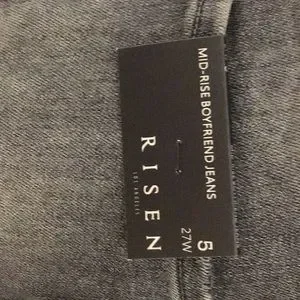 MID-RISE BOYFRIEND JEANS
RISEN
LOS ANGELES
5
27W